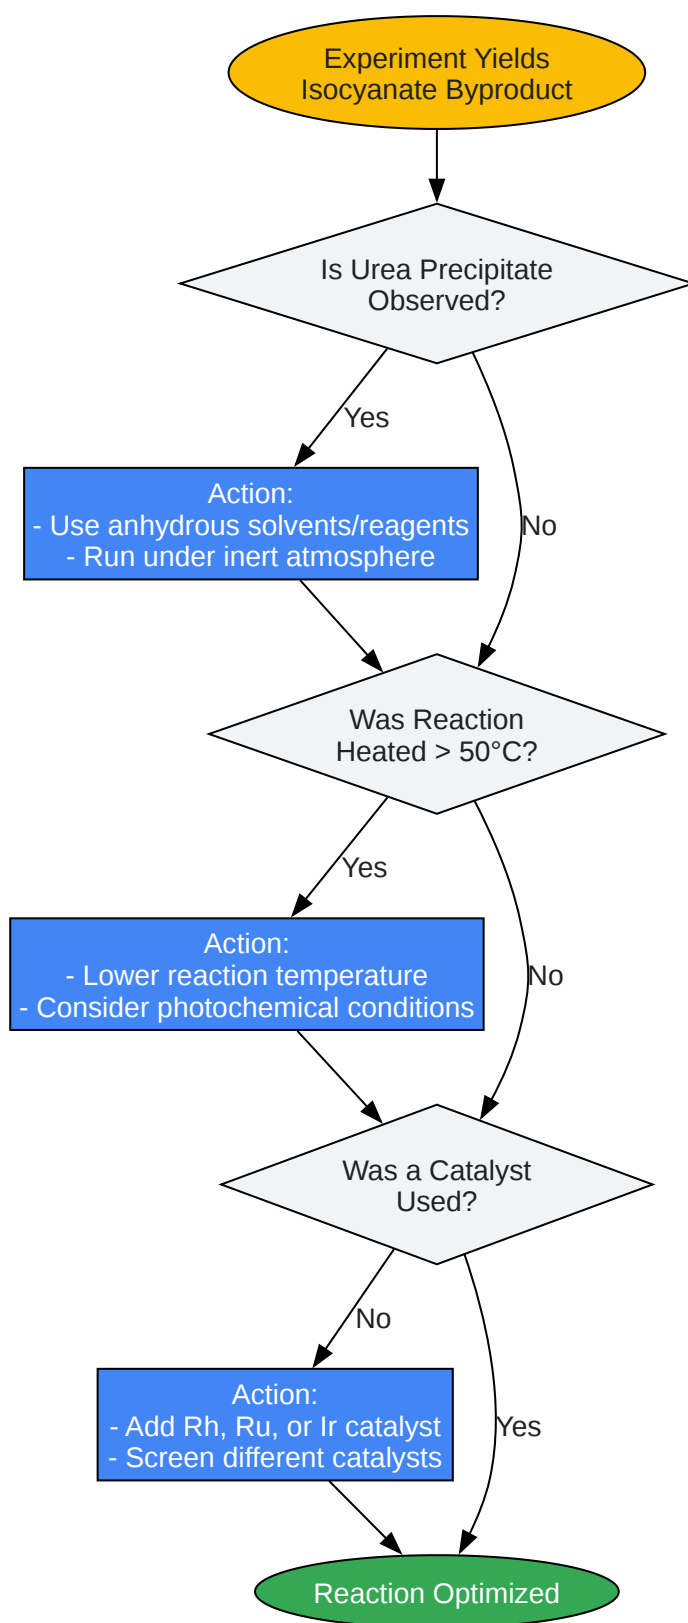 Experiment Yields
Isocyanate Byproduct
Is Urea Precipitate
Observed?
Yes
Action:
- Use anhydrous solvents/reagents
- Run under inert atmosphere
No
Was Reaction
Heated > 50°C?
Yes
Action:
- Lower reaction temperature
- Consider photochemical conditions
No
Was a Catalyst
Used?
No
Action:
- Add Rh, Ru, or Ir catalyst
- Screen different catalysts
Yes
Reaction Optimized